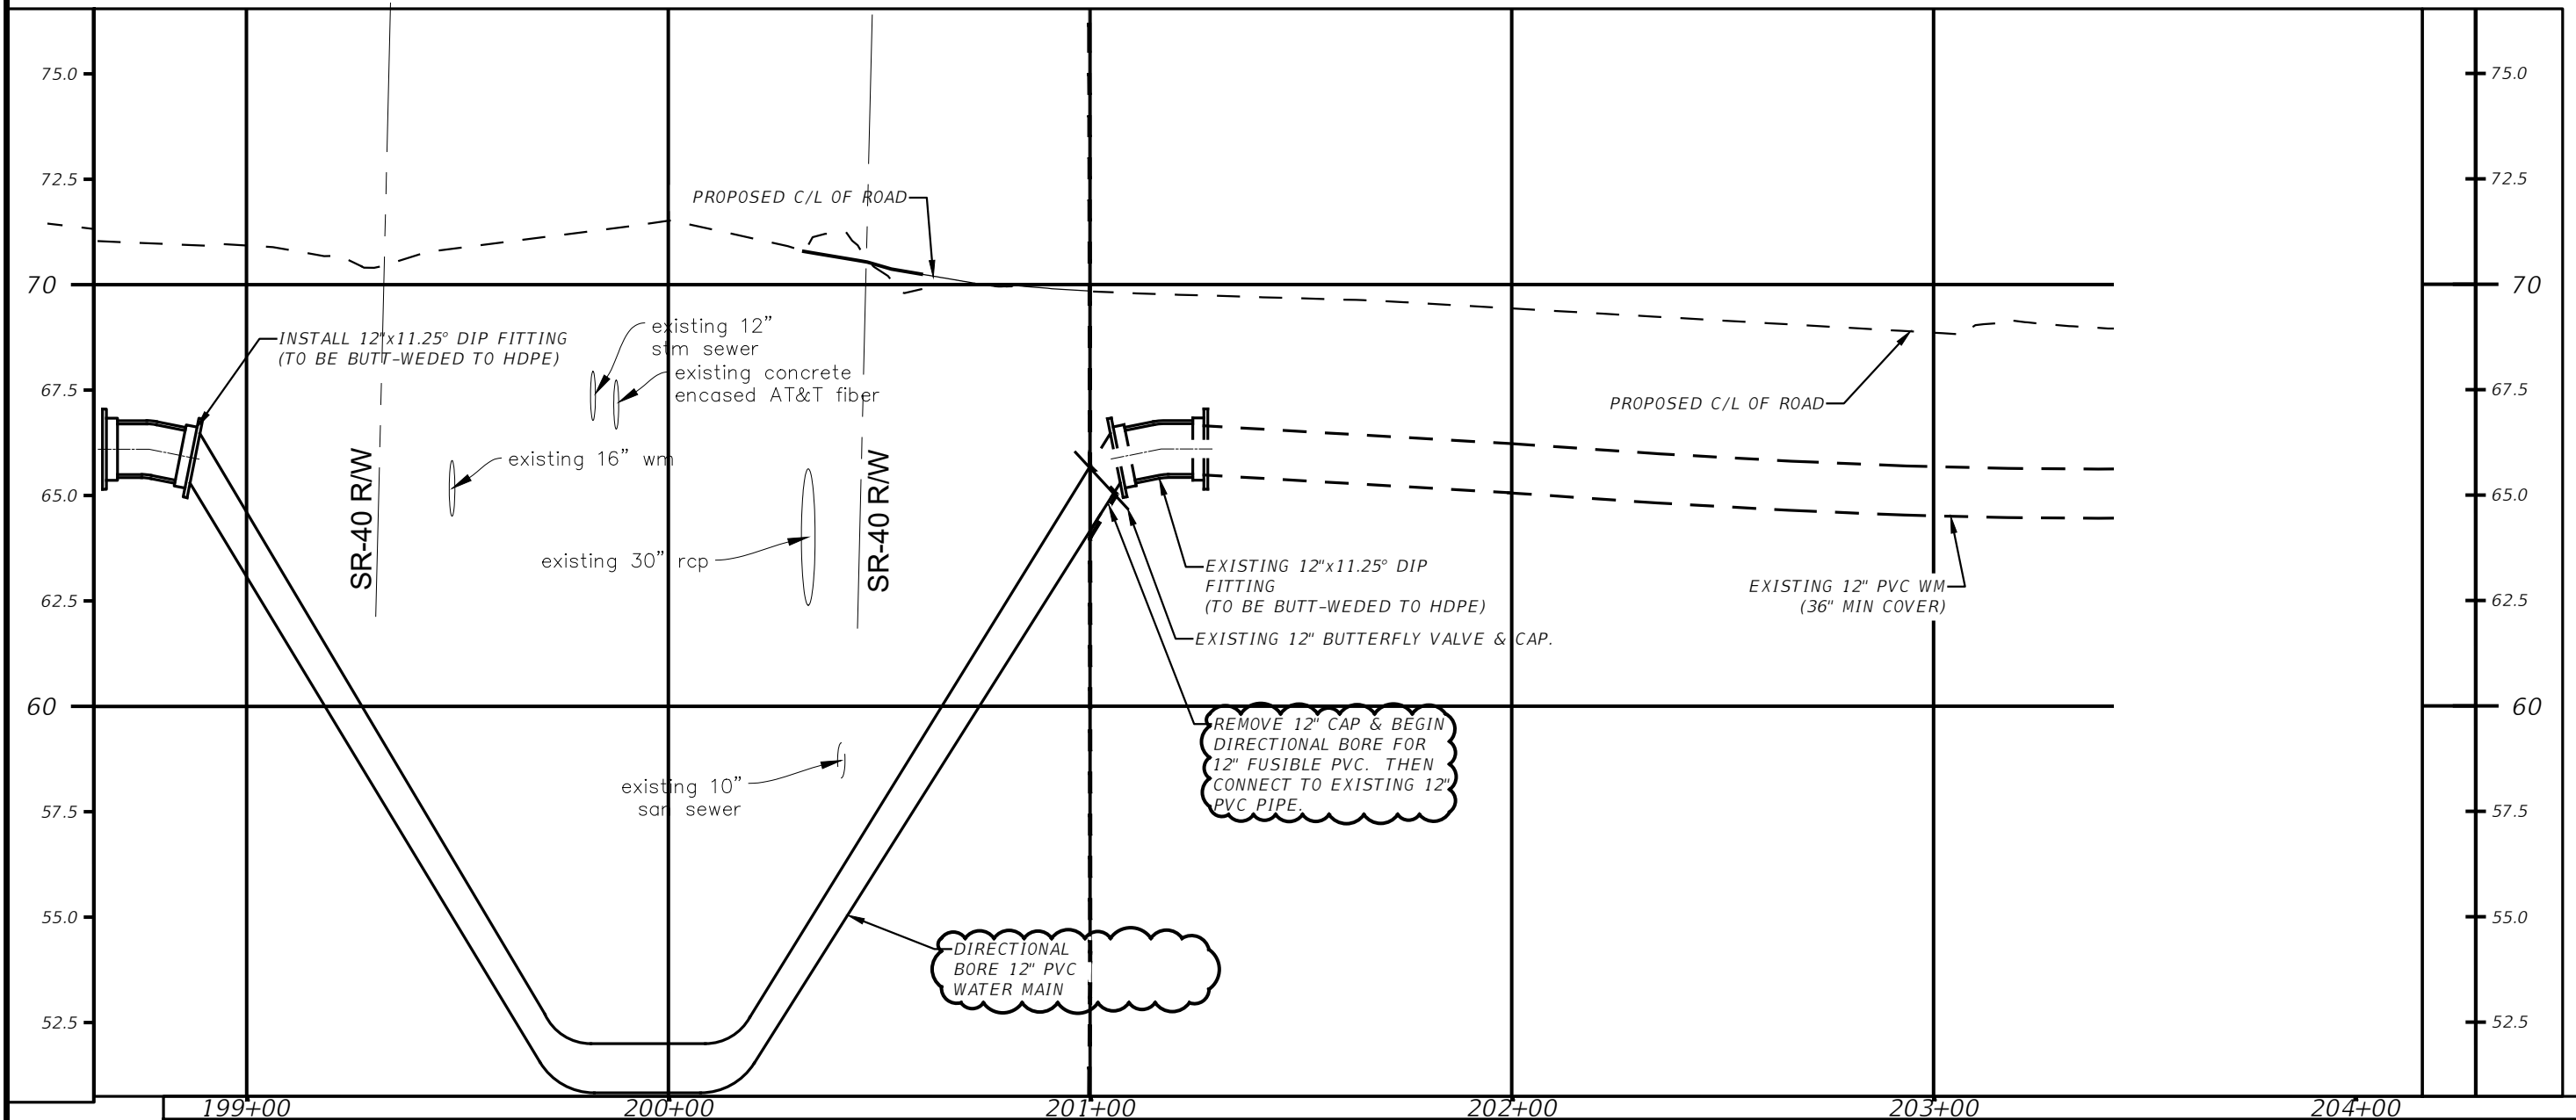 75.0
75.0
72.5
72.5
PROPOSED C/L OF ROAD
70
70
INSTALL 12"x11.25° DIP FITTING
(TO BE BUTT-WEDED TO HDPE)
existing 12"
stm sewer
existing concrete
encased AT&T fiber
67.5
67.5
PROPOSED C/L OF ROAD
existing 16" wm
SR-40 R/W
SR-40 R/W
65.0
65.0
existing 30" rcp
EXISTING 12"x11.25° DIP
FITTING
(TO BE BUTT-WEDED TO HDPE)
EXISTING 12" PVC WM
(36" MIN COVER)
62.5
62.5
EXISTING 12" BUTTERFLY VALVE & CAP.
60
60
REMOVE 12" CAP & BEGIN
DIRECTIONAL BORE FOR
12" FUSIBLE PVC. THEN
CONNECT TO EXISTING 12"
PVC PIPE.
existing 10"
san sewer
57.5
57.5
55.0
55.0
DIRECTIONAL
BORE 12" PVC
WATER MAIN
52.5
52.5
199+00
200+00
201+00
202+00
203+00
204+00